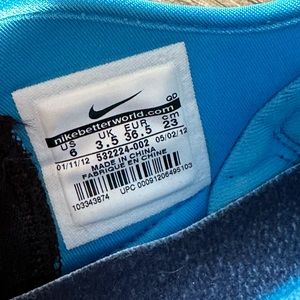 QD
nikebetterworld.com
US UK EUR cm
6 3.5 36.5 23
01/11/12 532224-002 05/02/12
MADE IN CHINA
FABRIQUE EN CHINE
103343874 UPC 00091206495103